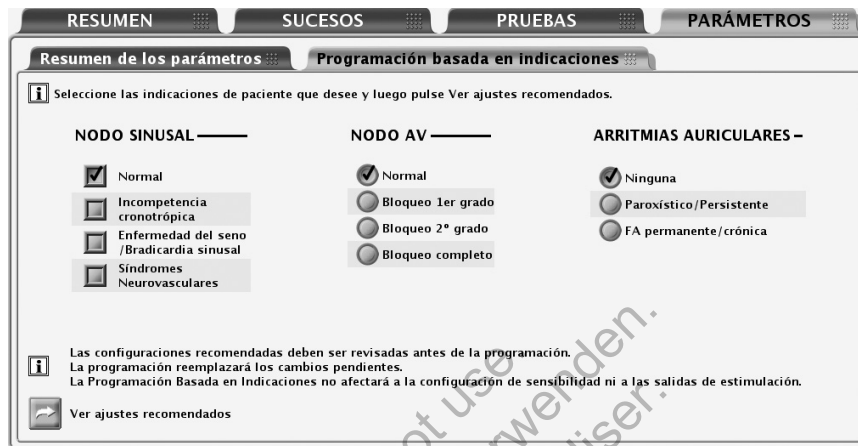 RESUMEN SUCESOS PRUEBAS PARÁMETROS
Resumen de los parámetros Programación basada en indicaciones
i Seleccione las indicaciones de paciente que desee y luego pulse Ver ajustes recomendados.
NODO SINUSAL
Normal
Incompetencia
cronotrópica
Enfermedad del seno
/Bradicardia sinusal
Síndromes
Neurovasculares
NODO AV
Normal
Bloqueo 1er grado
Bloqueo 2º grado
Bloqueo completo
ARRITMIAS AURICULARES
Ninguna
Paroxístico/Persistente
FA permanente/crónica
i
Las configuraciones recomendadas deben ser revisadas antes de la programación.
La programación reemplazará los cambios pendientes.
La Programación Basada en Indicaciones no afectará a la configuración de sensibilidad ni a las salidas de estimulación.
Ver ajustes recomendados
not use